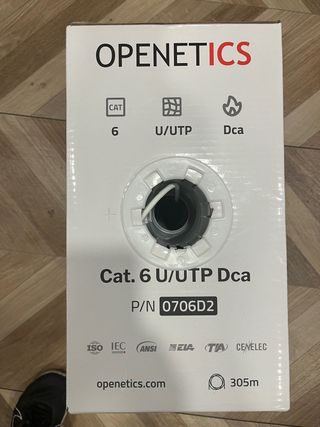 OPENETICS
CAT
6 U/UTP Dca
Cat. 6 U/UTP Dca
P/N 0706D2
ISO IEC ANSI EIA TIA CENELEC
openetics.com 305m